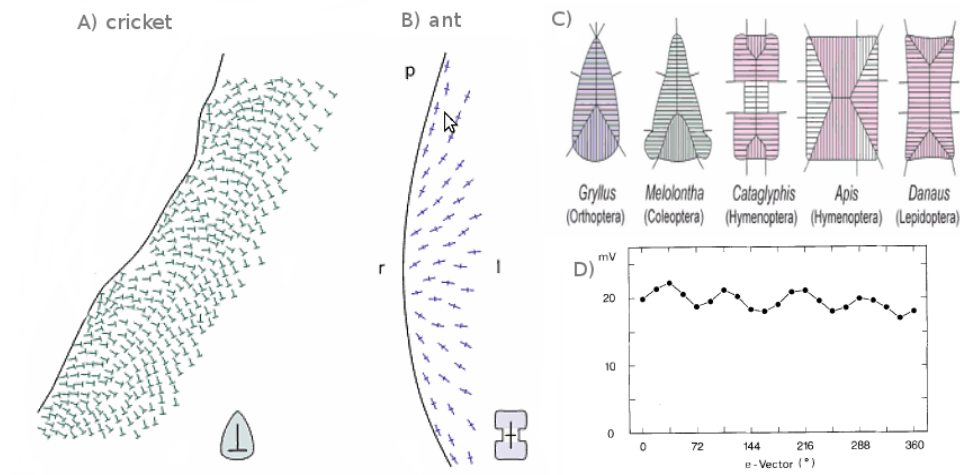 A) cricket
B) ant
p
r
l
C)
Gryllus
(Orthoptera)
Melolontha
(Coleoptera)
Cataglyphis
(Hymenoptera)
Apis
(Hymenoptera)
Danaus
(Lepidoptera)
D)
mV
20
10
0
0 72 144 216 288 360
e-Vector (°)